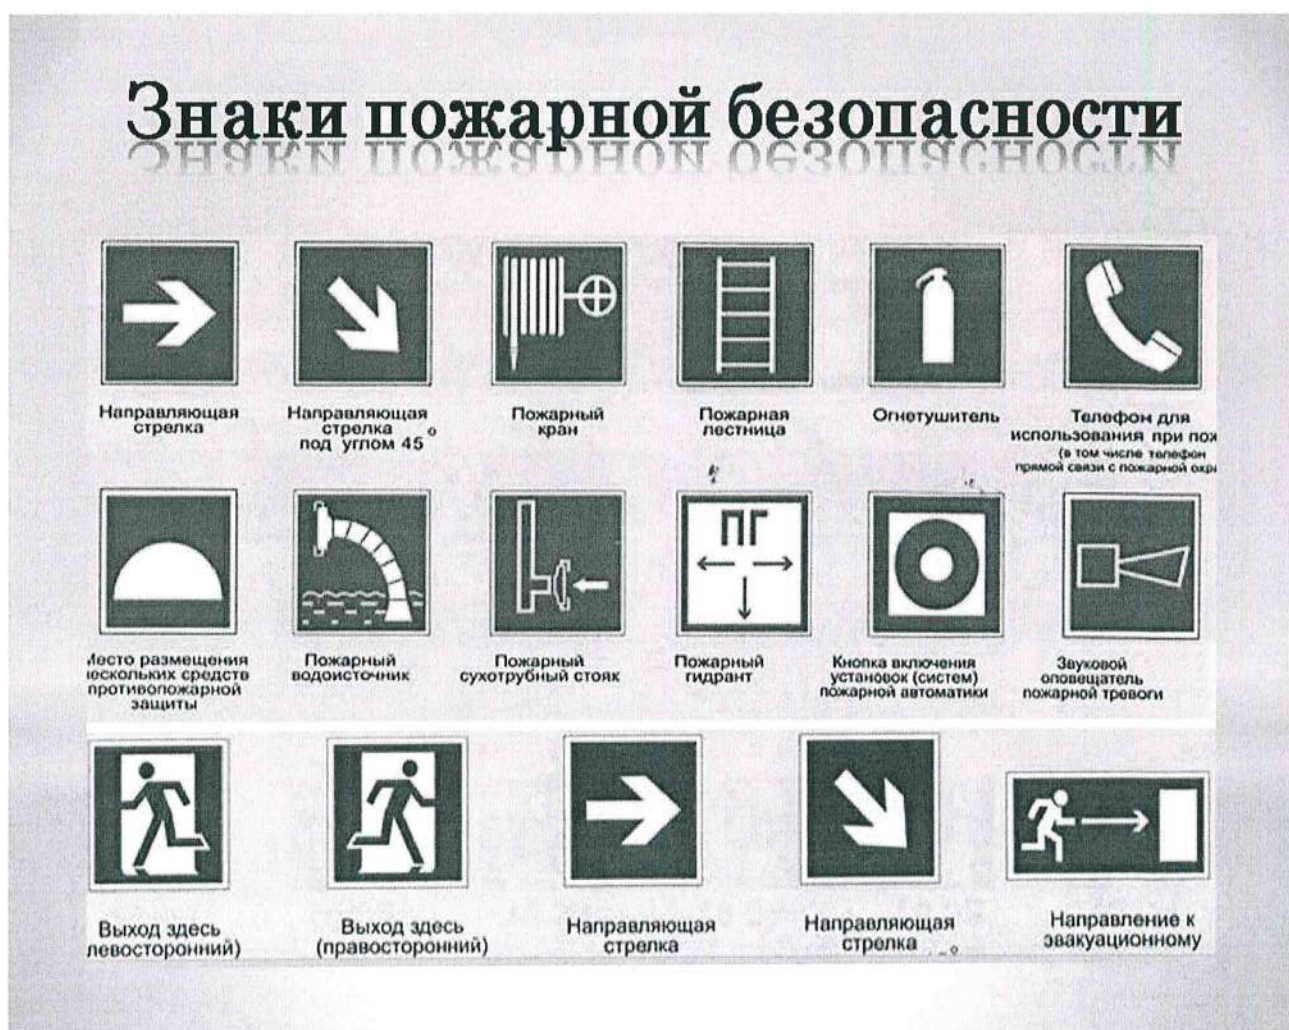 Знаки пожарной безопасности
Направляющая
стрелка
Направляющая
стрелка
под углом 45°
Пожарный
кран
Пожарная
лестница
Огнетушитель
Телефон для
использования при пож
(в том числе телефон
прямой связи с пожарной охра
Место размещения
нескольких средств
противопожарной
защиты
Пожарный
водоисточник
Пожарный
сухотрубный стояк
ПГ
Пожарный
гидрант
Кнопка включения
установок (систем)
пожарной автоматики
Звуковой
оповещатель
пожарной тревоги
Выход здесь
левосторонний)
Выход здесь
(правосторонний)
Направляющая
стрелка
Направляющая
стрелка
Направление к
эвакуационному